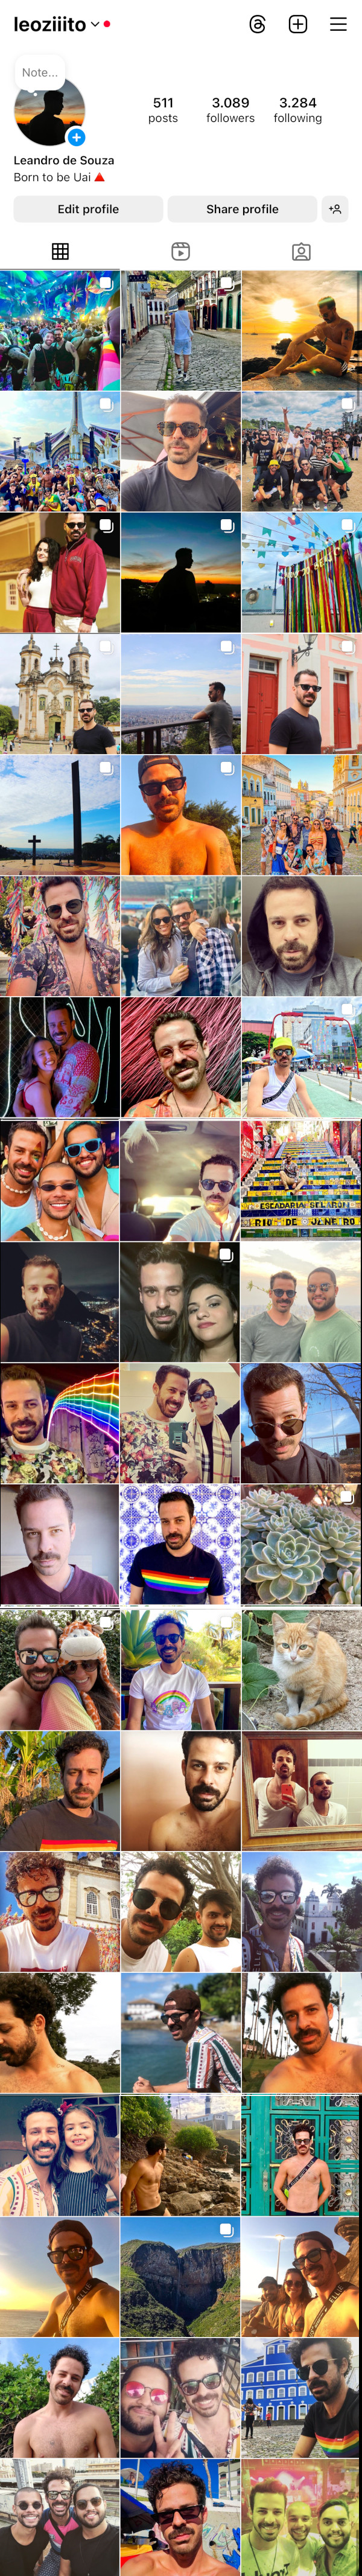 leoziiito
Note...
511
3.089
3.284
posts
followers
following
Leandro de Souza
Born to be Uai
Edit profile
Share profile
ESCADARIA SELARÓN
RIO DE JANEIRO